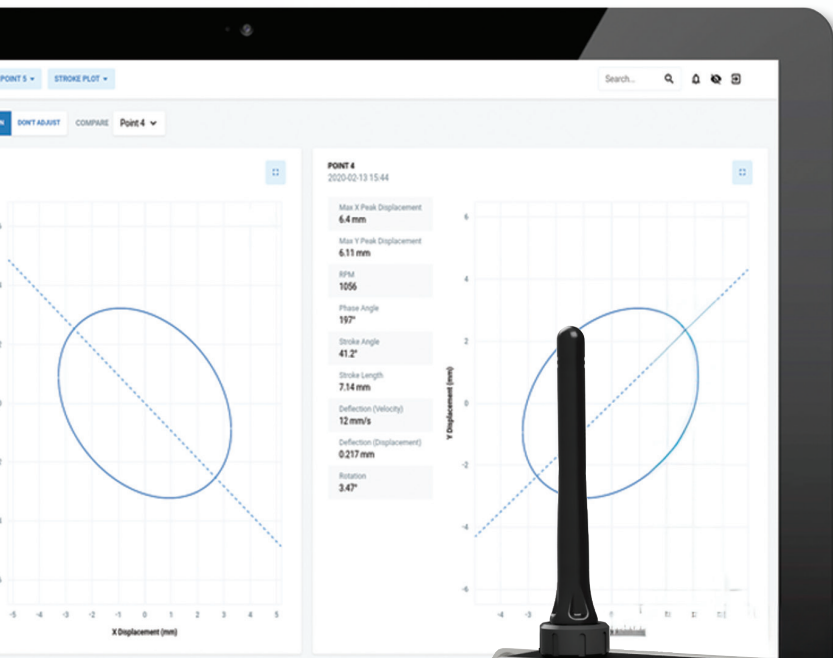 POINT 5
STROKE PLOT
Search...
DON'T ADJUST
COMPARE
Point 4
POINT 4
2020-02-13 15:44
Max X Peak Displacement
6.4 mm
Max Y Peak Displacement
6.11 mm
RPM
1056
Phase Angle
197°
Stroke Angle
41.2°
Stroke Length
7.14 mm
Deflection (Velocity)
12 mm/s
Deflection (Displacement)
0.217 mm
Rotation
3.47°
-5 -4 -3 -2 -1 0 1 2 3 4 5
X Displacement (mm)
6
4
2
0
-2
-4
-6
Y Displacement (mm)
-4 -3